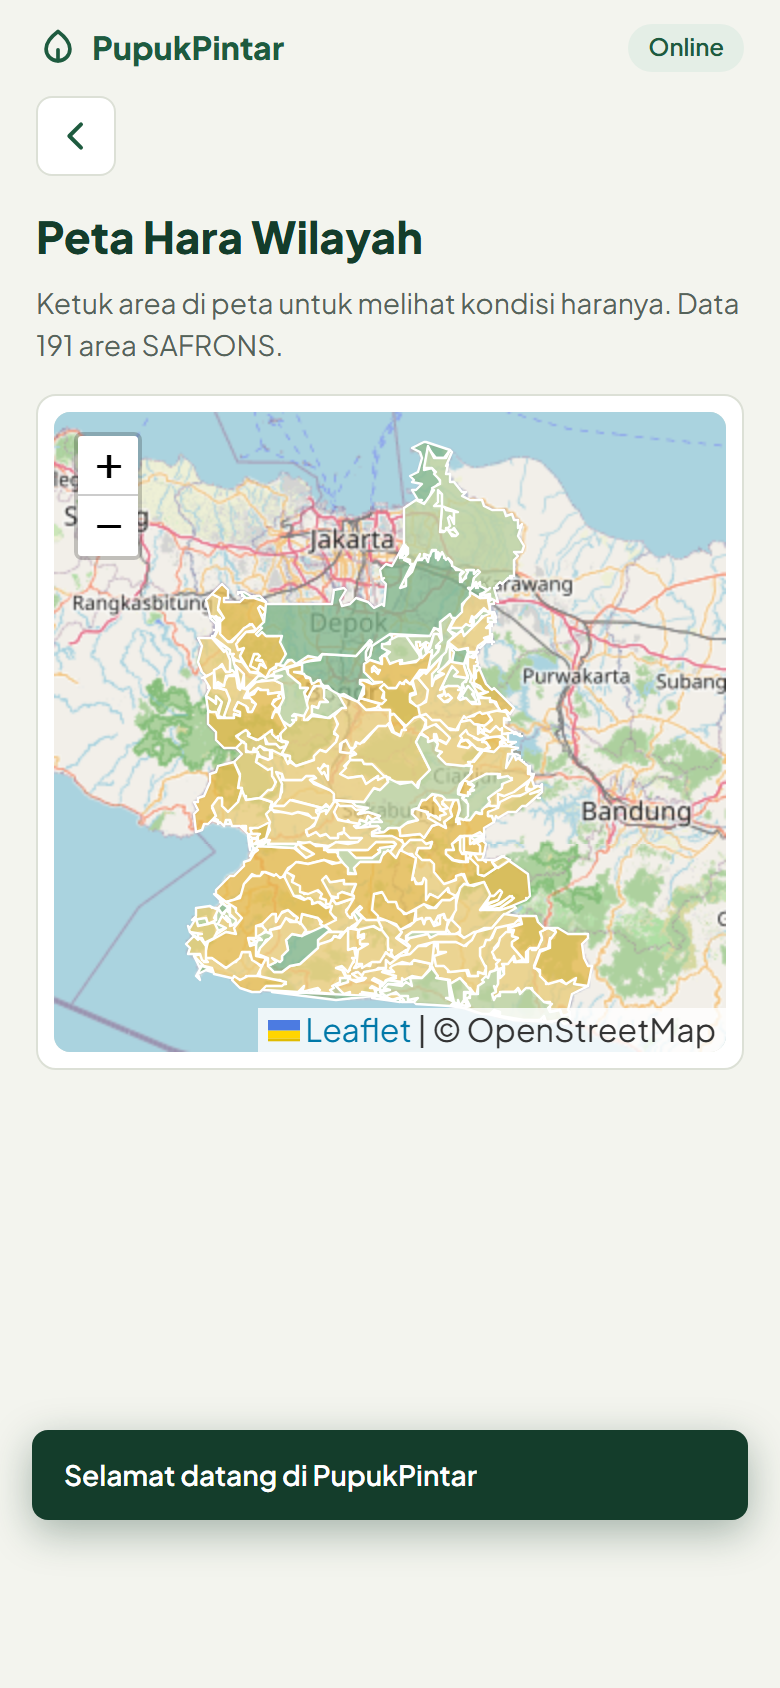 PupukPintar
Online
Peta Hara Wilayah
Ketuk area di peta untuk melihat kondisi haranya. Data
191 area SAFRONS.
+
−
Jakarta
Rangkasbitung
Depok
Purwakarta
Subang
Bandung
Leaflet | © OpenStreetMap
Selamat datang di PupukPintar